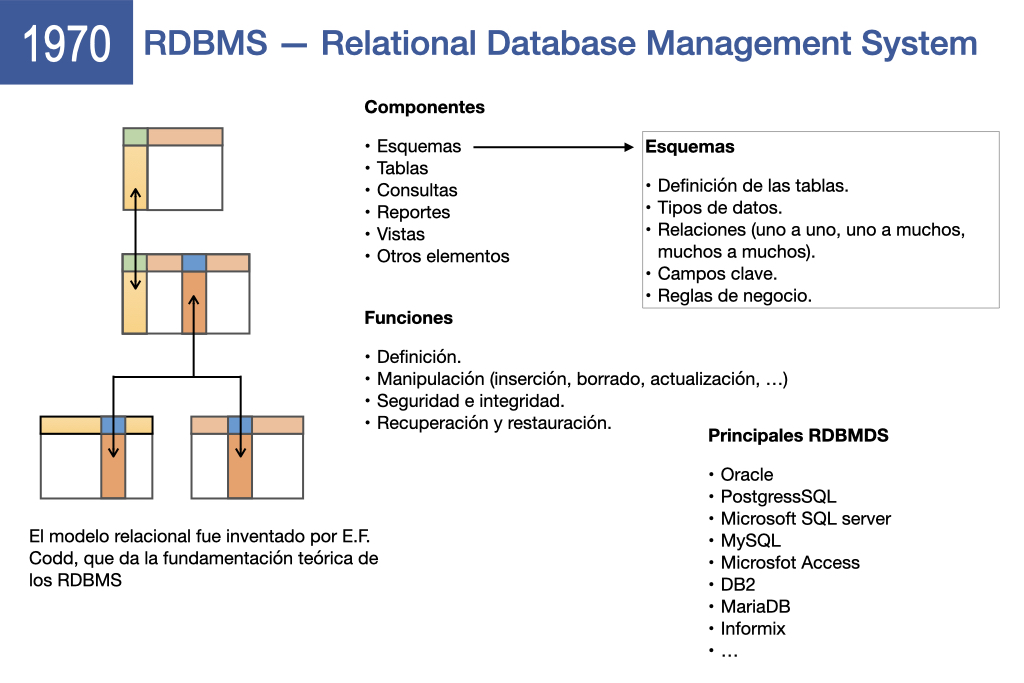 1970
RDBMS — Relational Database Management System
Componentes
• Esquemas
• Tablas
• Consultas
• Reportes
• Vistas
• Otros elementos
Esquemas
• Definición de las tablas.
• Tipos de datos.
• Relaciones (uno a uno, uno a muchos,
muchos a muchos).
• Campos clave.
• Reglas de negocio.
Funciones
• Definición.
• Manipulación (inserción, borrado, actualización, …)
• Seguridad e integridad.
• Recuperación y restauración.
Principales RDBMDS
• Oracle
• PostgressSQL
• Microsoft SQL server
• MySQL
• Microsfot Access
• DB2
• MariaDB
• Informix
• …
El modelo relacional fue inventado por E.F.
Codd, que da la fundamentación teórica de
los RDBMS